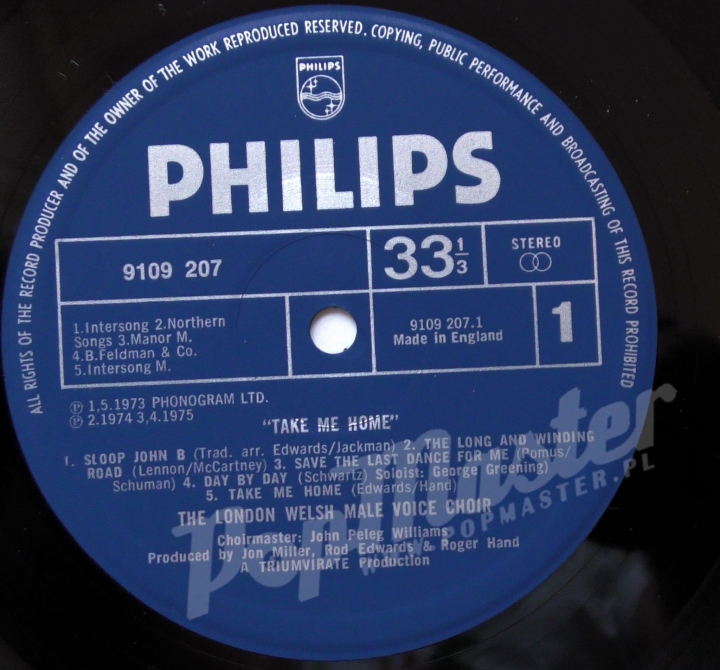 ALL RIGHTS OF THE RECORD PRODUCER AND OF THE OWNER OF THE WORK REPRODUCED RESERVED. COPYING, PUBLIC PERFORMANCE AND BROADCASTING OF THIS RECORD PROHIBITED
PHILIPS
PHILIPS
9109 207
33 1/3
STEREO
1.Intersong 2.Northern
Songs 3.Manor M.
4.B.Feldman & Co.
5.Intersong M.
9109 207.1
Made in England
1
Ⓟ 1,5.1973 PHONOGRAM LTD.
Ⓟ 2.1974 3,4.1975
"TAKE ME HOME"
1. SLOOP JOHN B (Trad. arr. Edwards/Jackman) 2. THE LONG AND WINDING
ROAD (Lennon/McCartney) 3. SAVE THE LAST DANCE FOR ME (Pomus/
Schuman) 4. DAY BY DAY (Schwartz) Soloist: George Greening)
5. TAKE ME HOME (Edwards/Hand)
THE LONDON WELSH MALE VOICE CHOIR
Choirmaster: John Peleg Williams
Produced by Jon Miller, Rod Edwards & Roger Hand
A TRIUMVIRATE Production
PopMaster
WWW.POPMASTER.PL